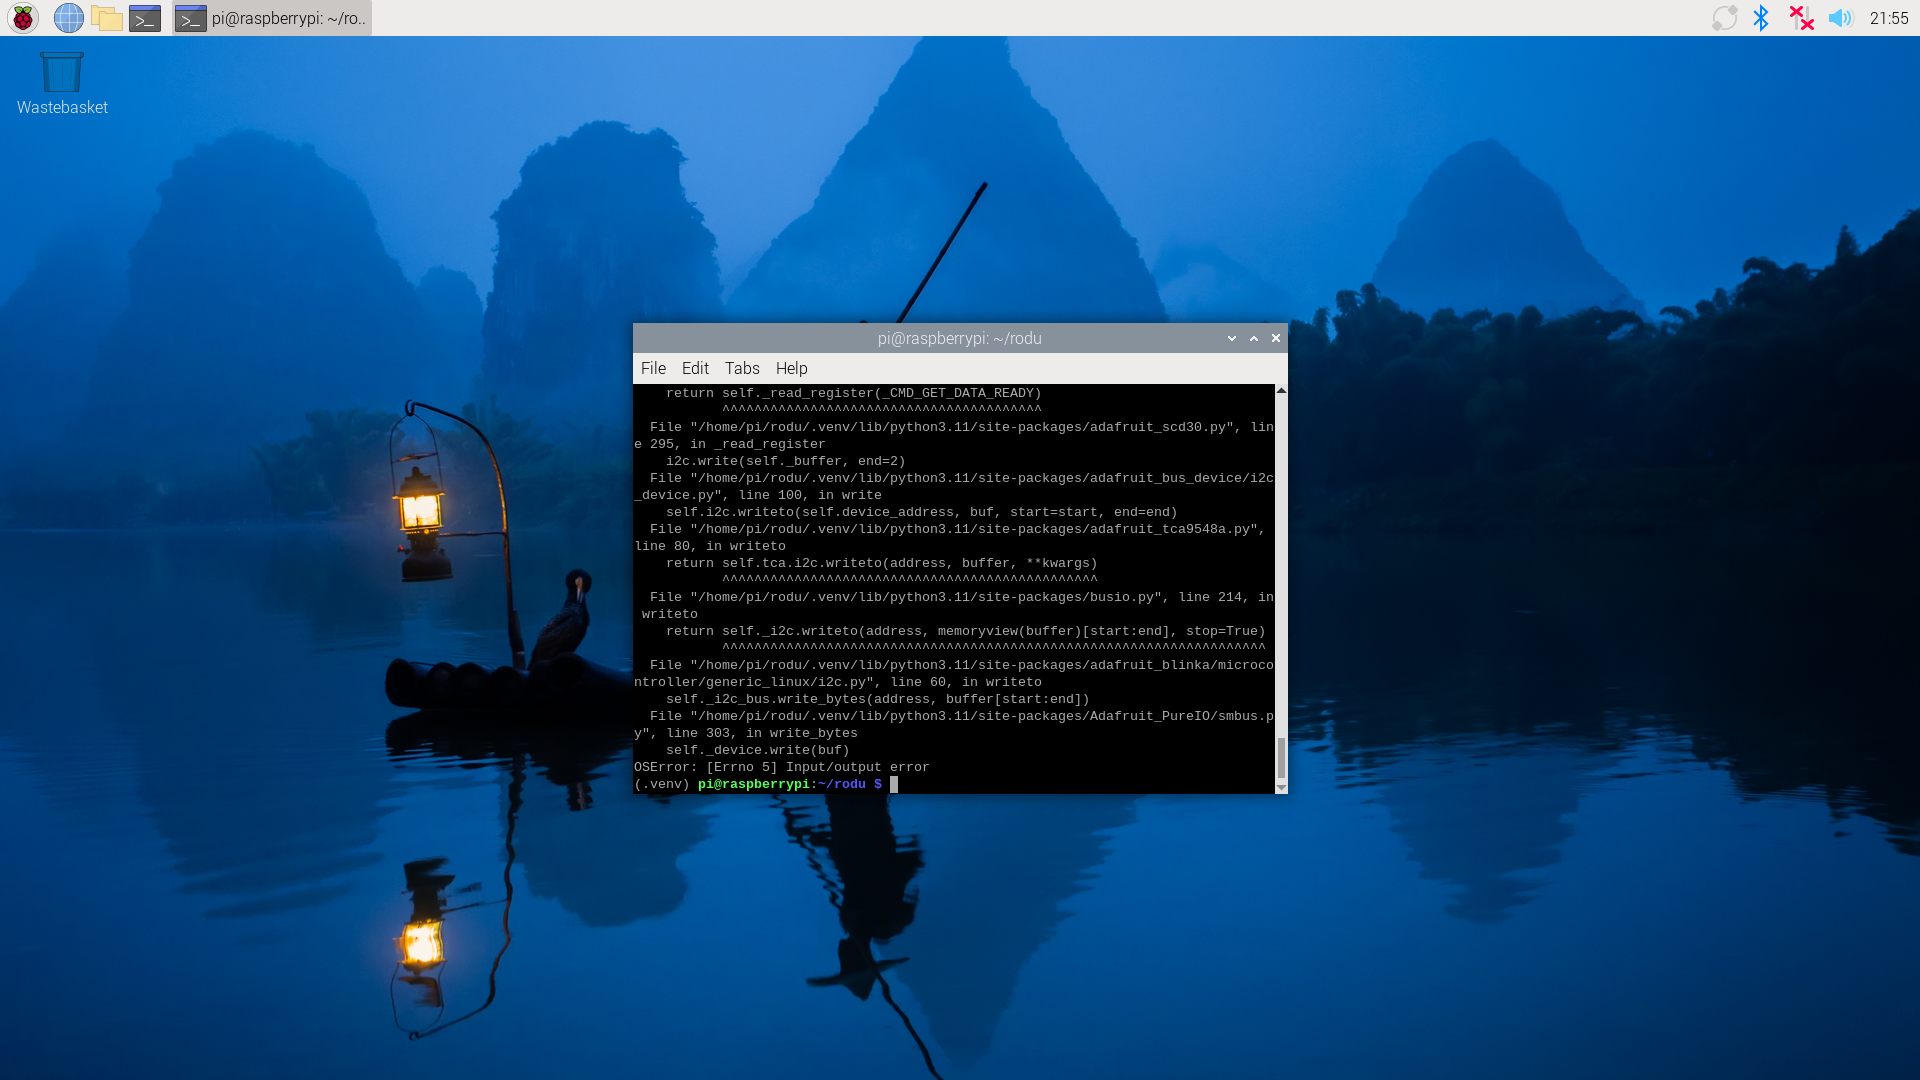 pi@raspberrypi: ~/ro..
21:55
Wastebasket
pi@raspberrypi: ~/rodu
File Edit Tabs Help
    return self._read_register(_CMD_GET_DATA_READY)
           ^^^^^^^^^^^^^^^^^^^^^^^^^^^^^^^^^^^^^^^^
  File "/home/pi/rodu/.venv/lib/python3.11/site-packages/adafruit_scd30.py", lin
e 295, in _read_register
    i2c.write(self._buffer, end=2)
  File "/home/pi/rodu/.venv/lib/python3.11/site-packages/adafruit_bus_device/i2c
_device.py", line 100, in write
    self.i2c.writeto(self.device_address, buf, start=start, end=end)
  File "/home/pi/rodu/.venv/lib/python3.11/site-packages/adafruit_tca9548a.py",
line 80, in writeto
    return self.tca.i2c.writeto(address, buffer, **kwargs)
           ^^^^^^^^^^^^^^^^^^^^^^^^^^^^^^^^^^^^^^^^^^^^^^^
  File "/home/pi/rodu/.venv/lib/python3.11/site-packages/busio.py", line 214, in
 writeto
    return self._i2c.writeto(address, memoryview(buffer)[start:end], stop=True)
           ^^^^^^^^^^^^^^^^^^^^^^^^^^^^^^^^^^^^^^^^^^^^^^^^^^^^^^^^^^^^^^^^^^^^
  File "/home/pi/rodu/.venv/lib/python3.11/site-packages/adafruit_blinka/microco
ntroller/generic_linux/i2c.py", line 60, in writeto
    self._i2c_bus.write_bytes(address, buffer[start:end])
  File "/home/pi/rodu/.venv/lib/python3.11/site-packages/Adafruit_PureIO/smbus.p
y", line 303, in write_bytes
    self._device.write(buf)
OSError: [Errno 5] Input/output error
(.venv) pi@raspberrypi:~/rodu $